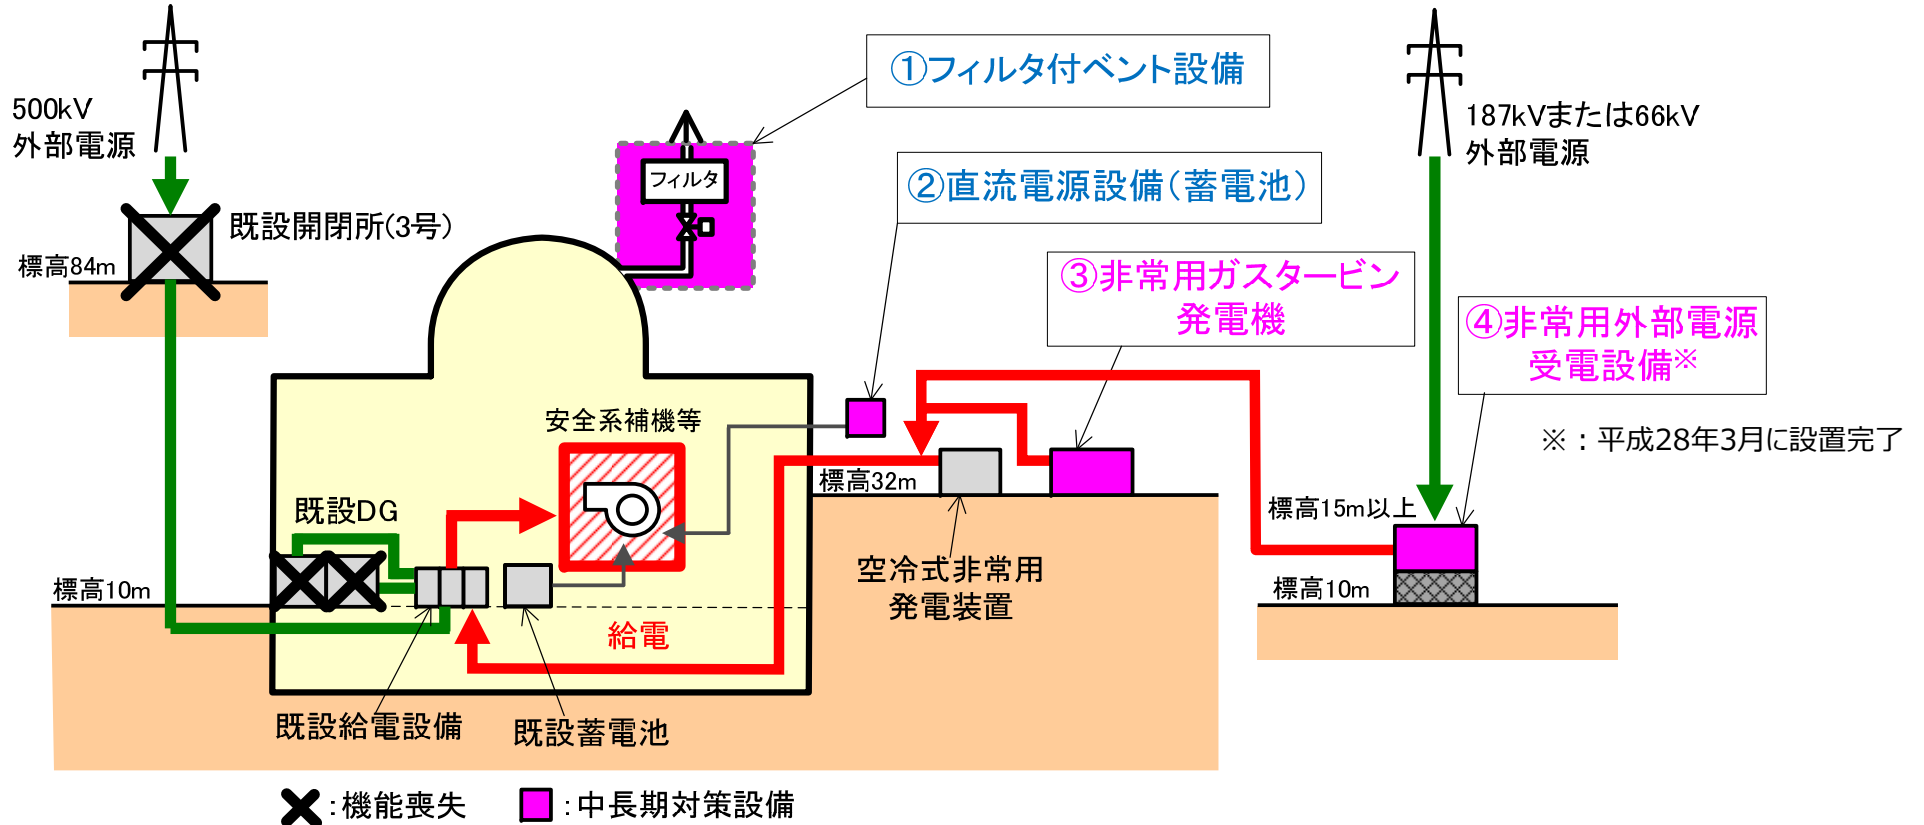 500kV
外部電源
既設開閉所(3号)
標高84m
①フィルタ付ベント設備
フィルタ
②直流電源設備(蓄電池)
③非常用ガスタービン
発電機
187kVまたは66kV
外部電源
④非常用外部電源
受電設備※
※：平成28年3月に設置完了
安全系補機等
既設DG
標高10m
標高32m
空冷式非常用
発電装置
標高15m以上
標高10m
給電
既設給電設備
既設蓄電池
:機能喪失
:中長期対策設備